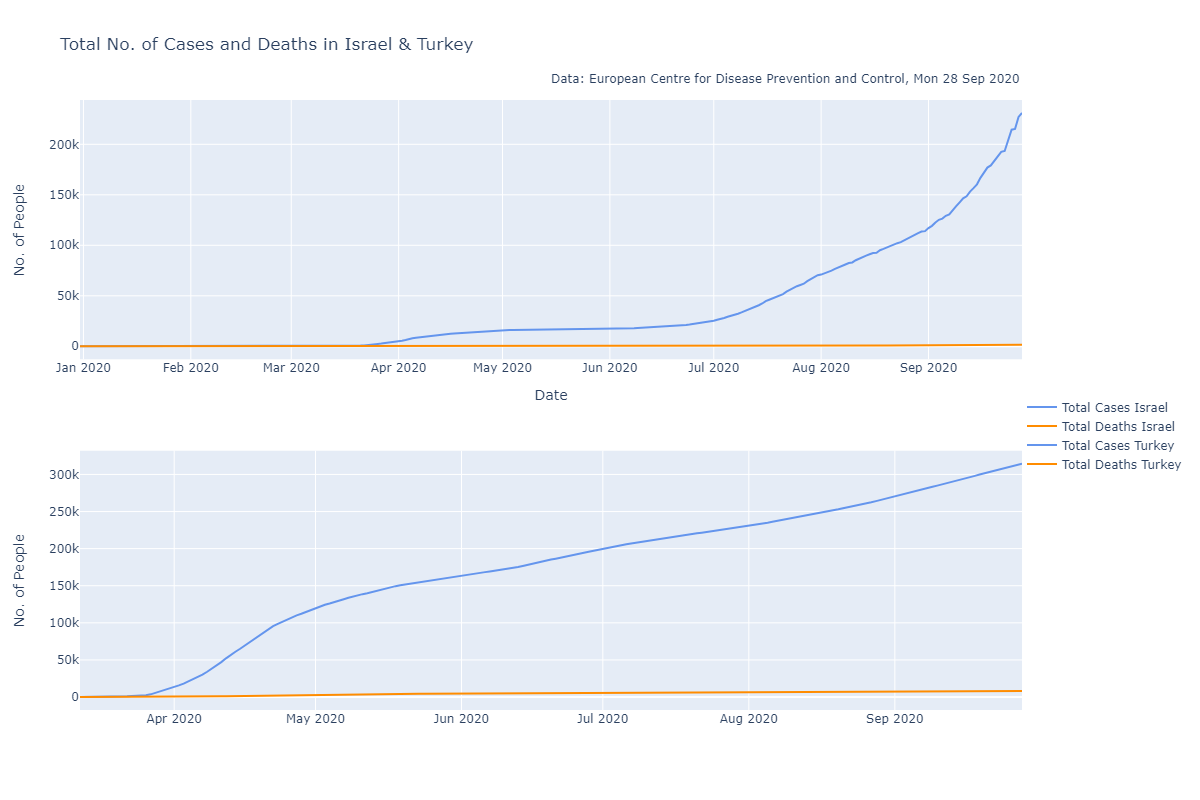 Total No. of Cases and Deaths in Israel & Turkey
Data: European Centre for Disease Prevention and Control, Mon 28 Sep 2020
No. of People
200k
150k
100k
50k
0
Jan 2020 Feb 2020 Mar 2020 Apr 2020 May 2020 Jun 2020 Jul 2020 Aug 2020 Sep 2020
Date
Total Cases Israel
Total Deaths Israel
Total Cases Turkey
Total Deaths Turkey
No. of People
300k
250k
200k
150k
100k
50k
0
Apr 2020 May 2020 Jun 2020 Jul 2020 Aug 2020 Sep 2020